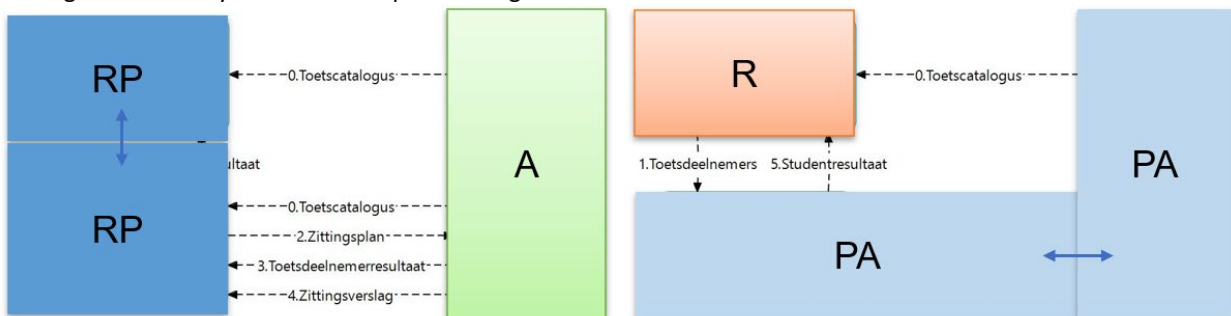 RP
0.Toetscatalogus
ultaat
RP
0.Toetscatalogus
2.Zittingsplan
3.Toetsdeelnemerresultaat
4.Zittingsverslag
A
R
0.Toetscatalogus
1.Toetsdeelnemers
5.Studentresultaat
PA
PA